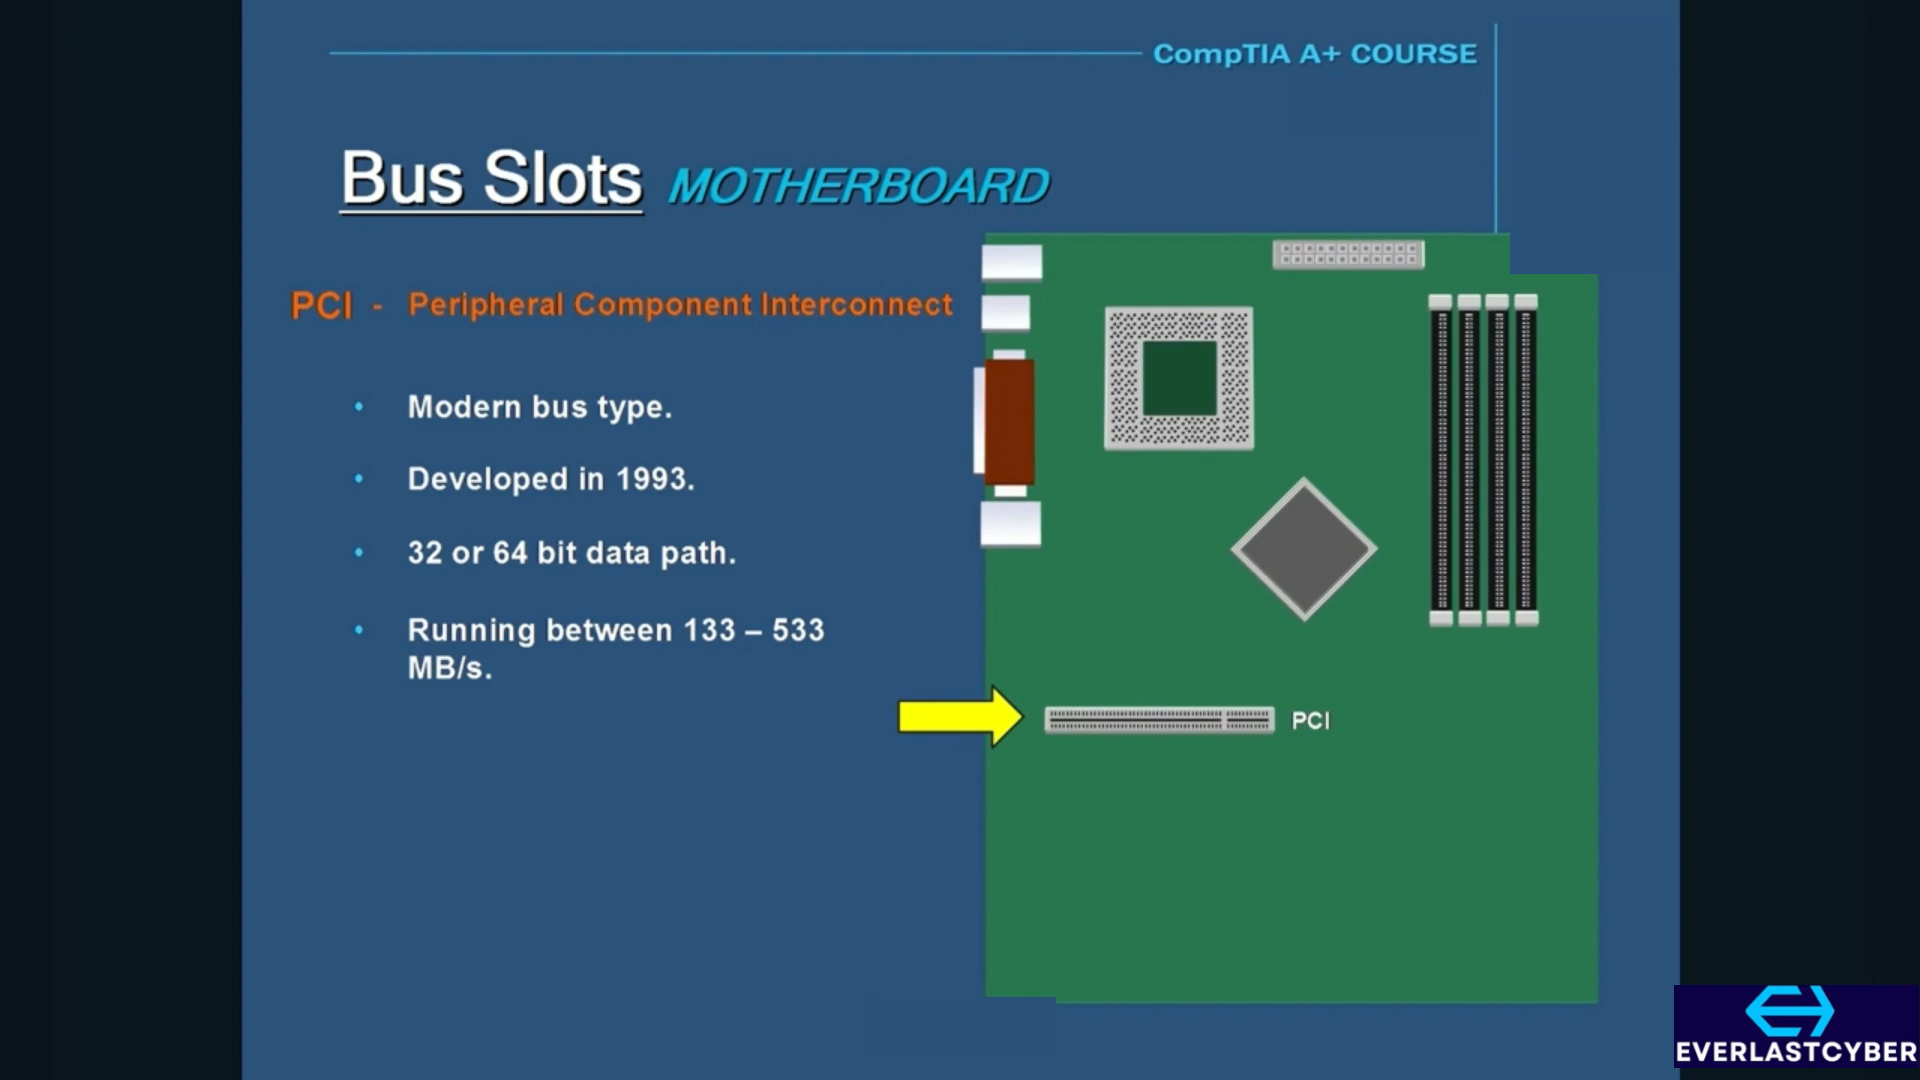 CompTIA A+ COURSE
Bus Slots MOTHERBOARD
PCI - Peripheral Component Interconnect
• Modern bus type.
• Developed in 1993.
• 32 or 64 bit data path.
• Running between 133 – 533
MB/s.
PCI
EVERLASTCYBER